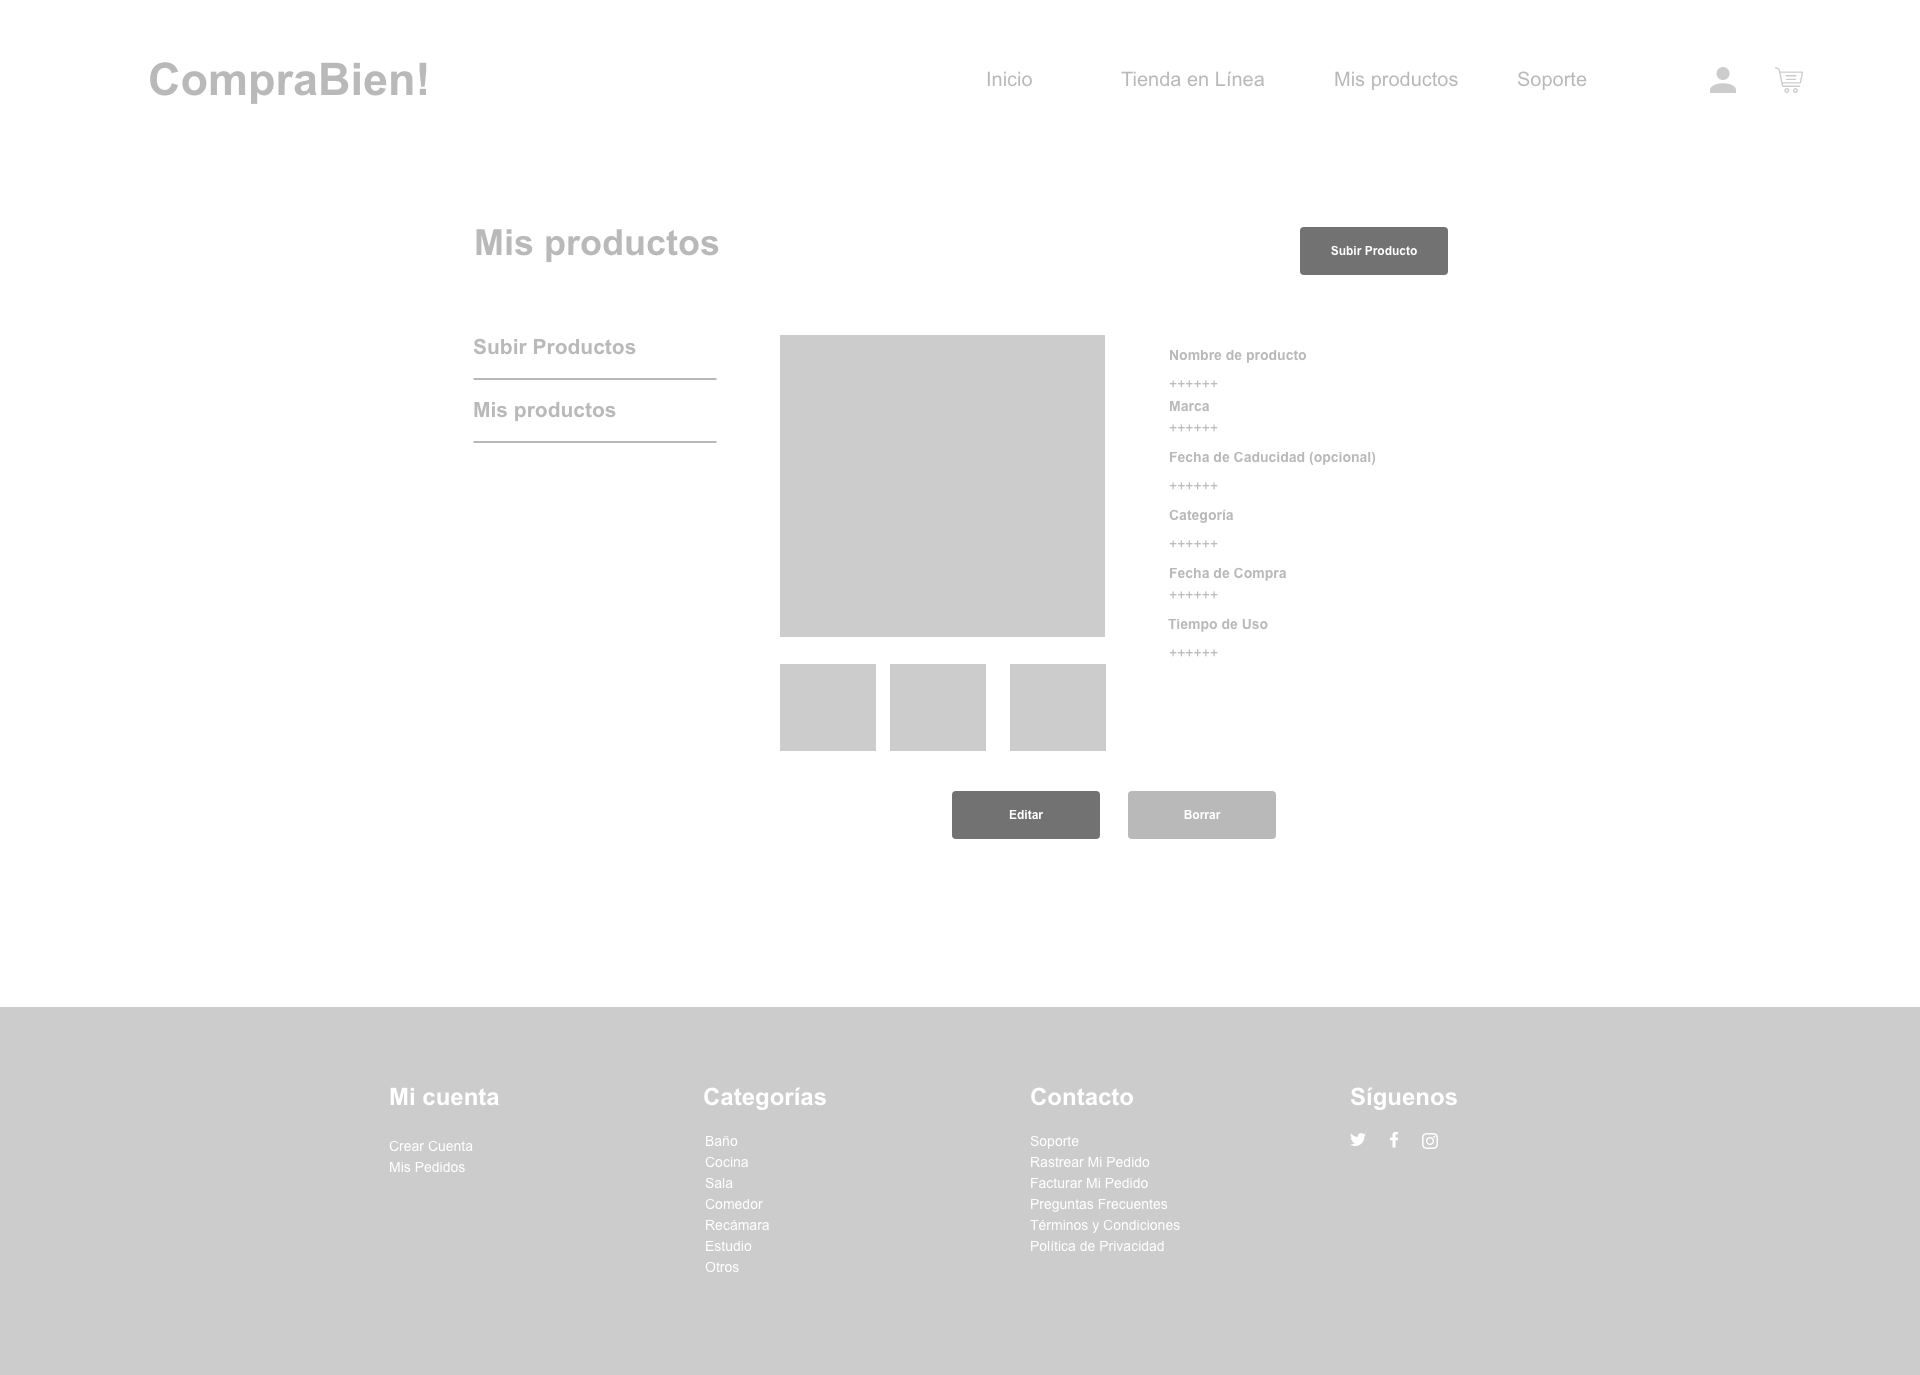 CompraBien!
Inicio
Tienda en Línea
Mis productos
Soporte
Mis productos
Subir Producto
Subir Productos
Mis productos
Nombre de producto
++++++
Marca
++++++
Fecha de Caducidad (opcional)
++++++
Categoría
++++++
Fecha de Compra
++++++
Tiempo de Uso
++++++
Editar
Borrar
Mi cuenta
Crear Cuenta
Mis Pedidos
Categorías
Baño
Cocina
Sala
Comedor
Recámara
Estudio
Otros
Contacto
Soporte
Rastrear Mi Pedido
Facturar Mi Pedido
Preguntas Frecuentes
Términos y Condiciones
Política de Privacidad
Síguenos